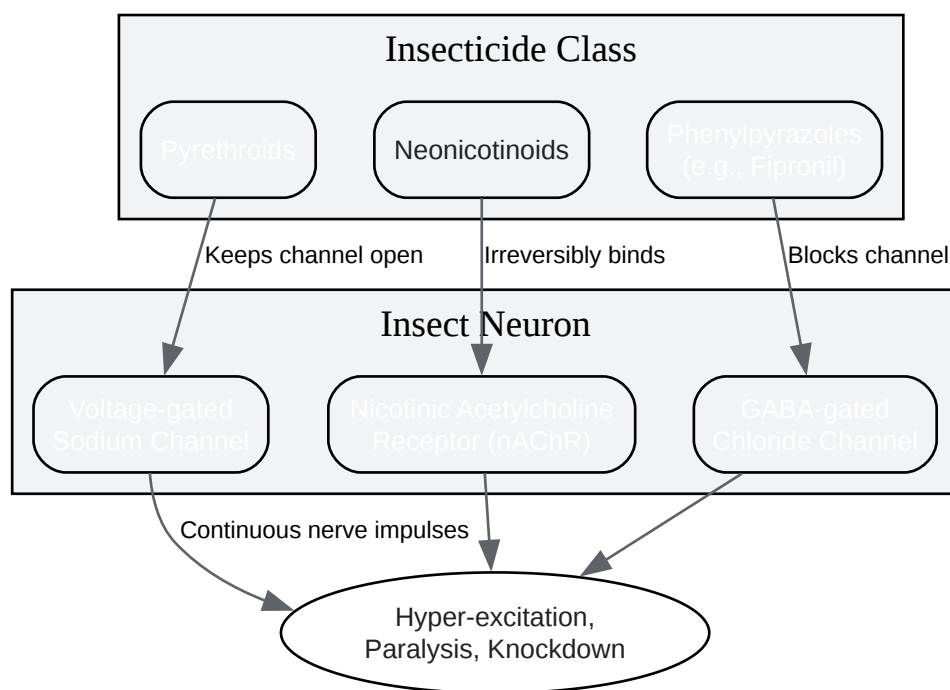 Insecticide Class
Pyrethroids
Neonicotinoids
Phenylpyrazoles
(e.g., Fipronil)
Keeps channel open
Irreversibly binds
Blocks channel
Insect Neuron
Voltage-gated
Sodium Channel
Nicotinic Acetylcholine
Receptor (nAChR)
GABA-gated
Chloride Channel
Continuous nerve impulses
Hyper-excitation,
Paralysis, Knockdown